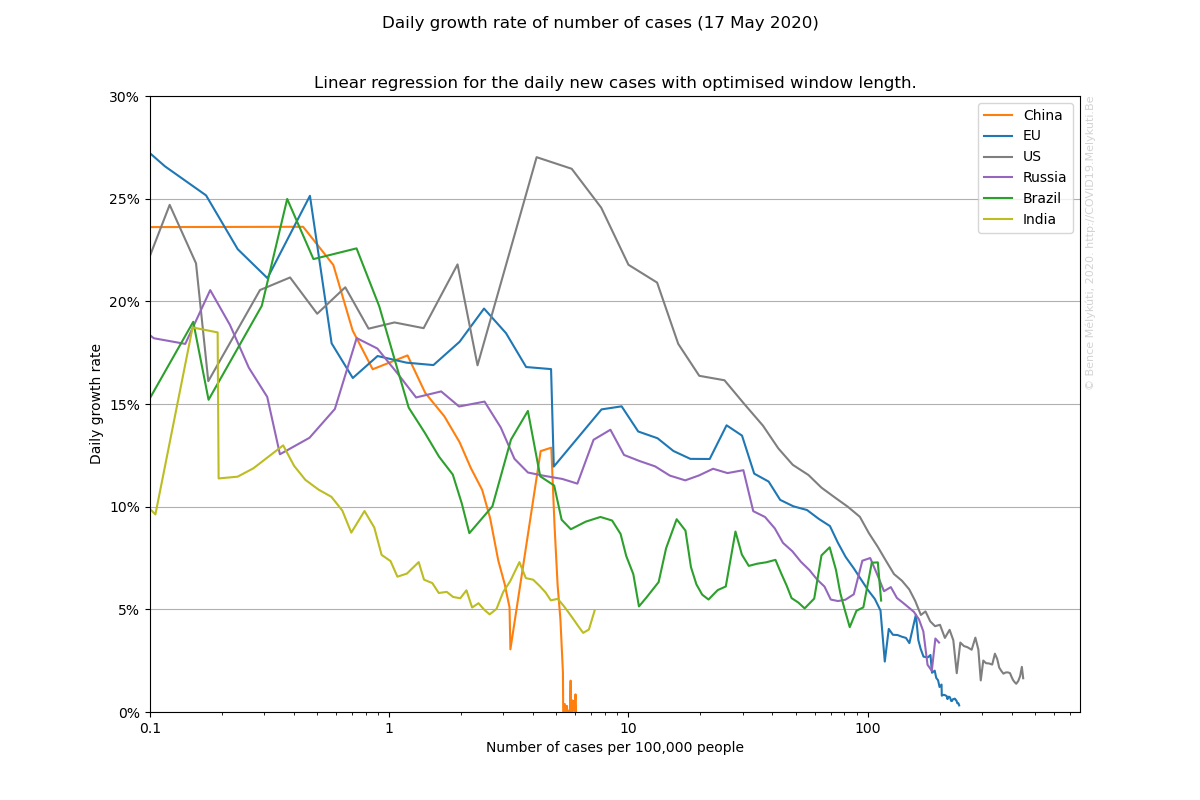 Daily growth rate of number of cases (17 May 2020)
Linear regression for the daily new cases with optimised window length.
30%
25%
20%
15%
10%
5%
0%
Daily growth rate
0.1
1
10
100
Number of cases per 100,000 people
China
EU
US
Russia
Brazil
India
© Bence Mélykúti, 2020 http://COVID19.Melykuti.Be